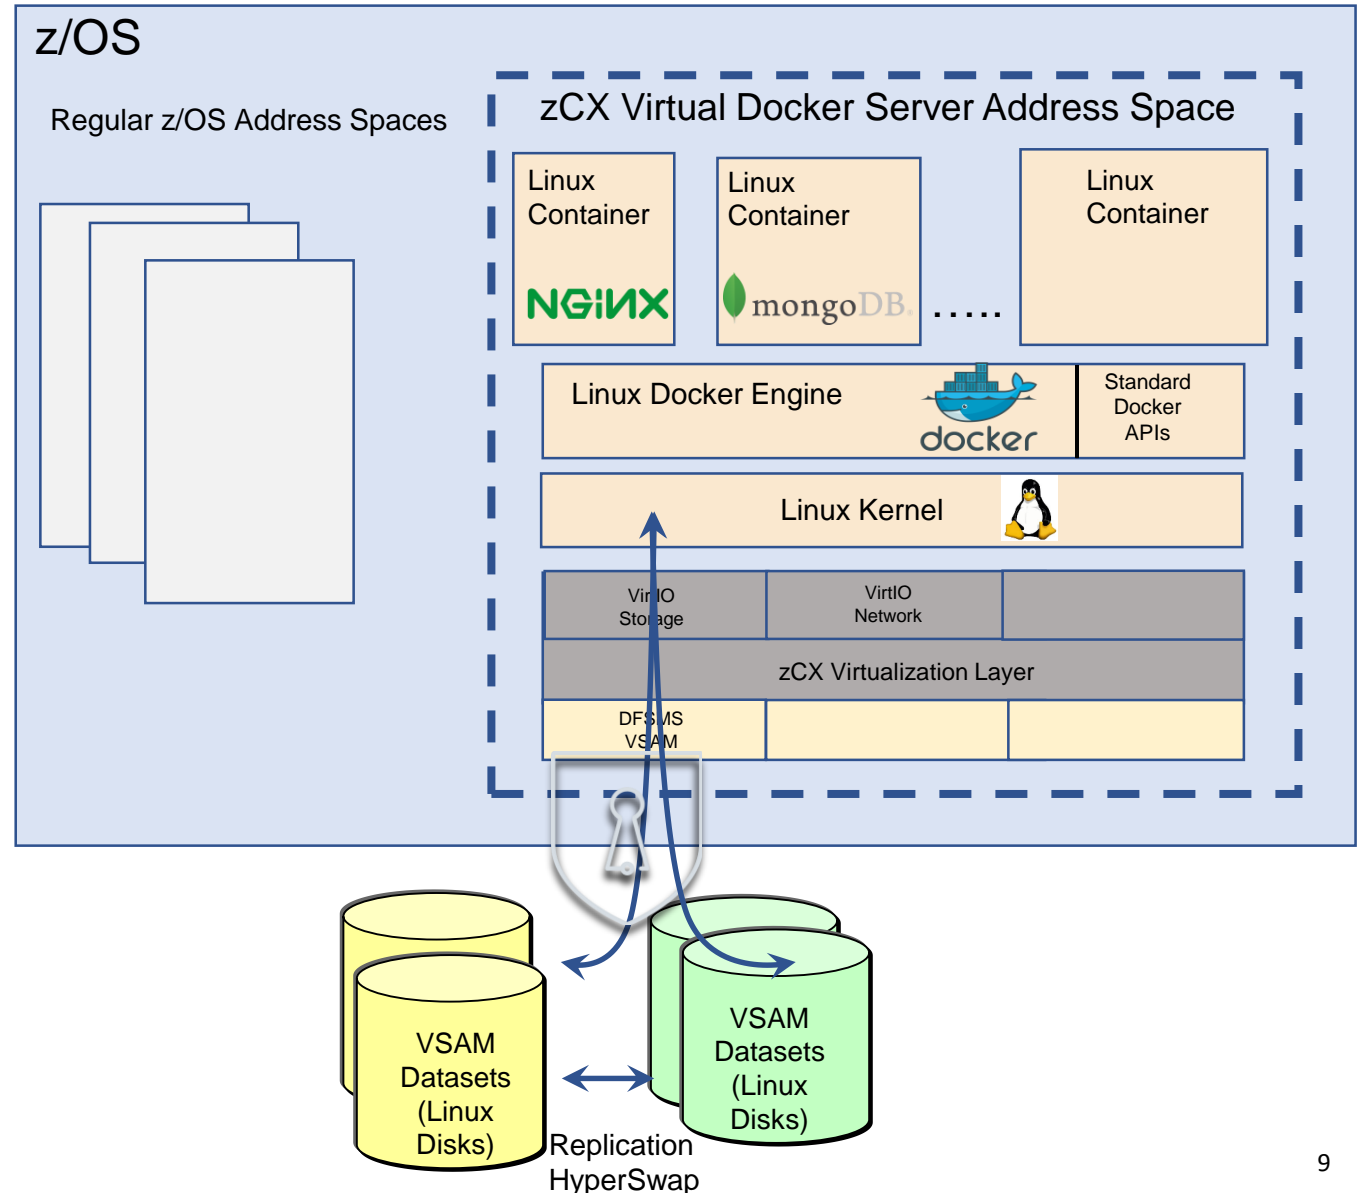 z/OS
Regular z/OS Address Spaces
zCX Virtual Docker Server Address Space
Linux
Container
NGiNX
Linux
Container
mongoDB.
.....
Linux
Container
Linux Docker Engine
docker
Standard
Docker
APIs
Linux Kernel
VirtIO
Storage
VirtIO
Network
zCX Virtualization Layer
DFSMS
VSAM
VSAM
Datasets
(Linux
Disks)
VSAM
Datasets
(Linux
Disks)
Replication
HyperSwap
9